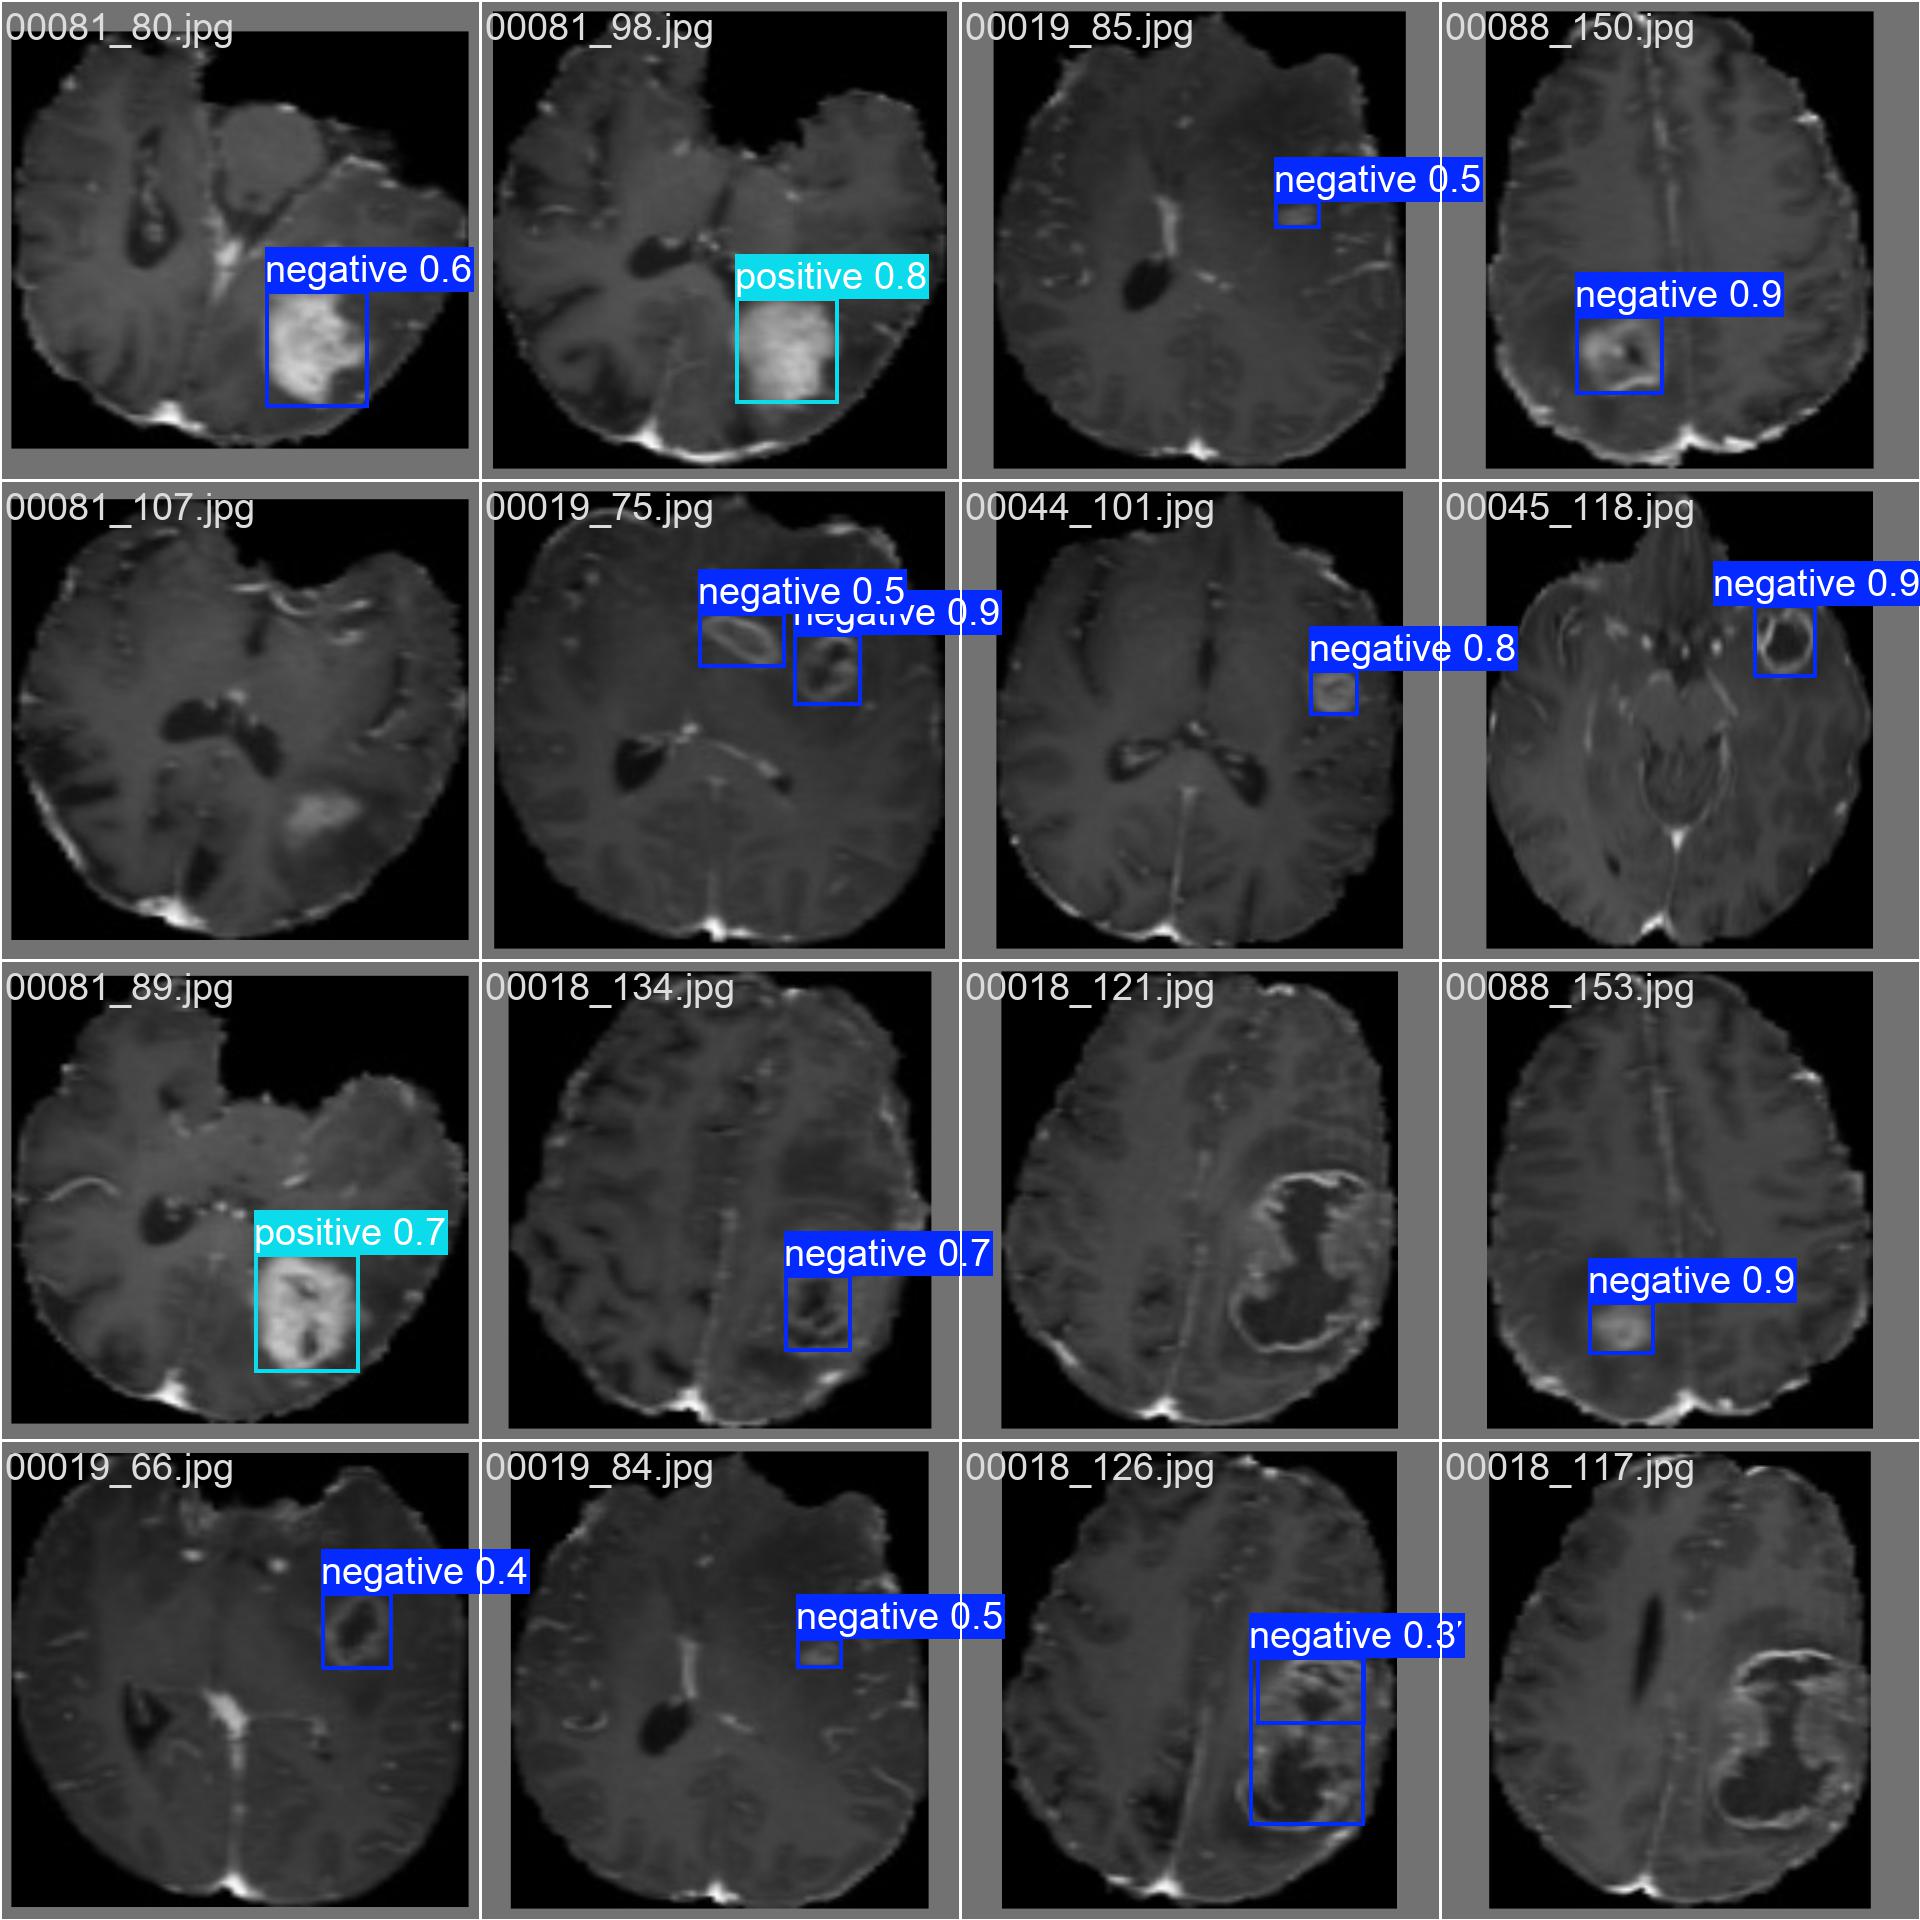 00081_80.jpg
00081_98.jpg
00019_85.jpg
00088_150.jpg
negative 0.5
negative 0.6
positive 0.8
negative 0.9
00081_107.jpg
00019_75.jpg
00044_101.jpg
00045_118.jpg
negative 0.5
negative 0.9
negative 0.9
negative 0.8
00081_89.jpg
00018_134.jpg
00018_121.jpg
00088_153.jpg
positive 0.7
negative 0.7
negative 0.9
00019_66.jpg
00019_84.jpg
00018_126.jpg
00018_117.jpg
negative 0.4
negative 0.5
negative 0.3